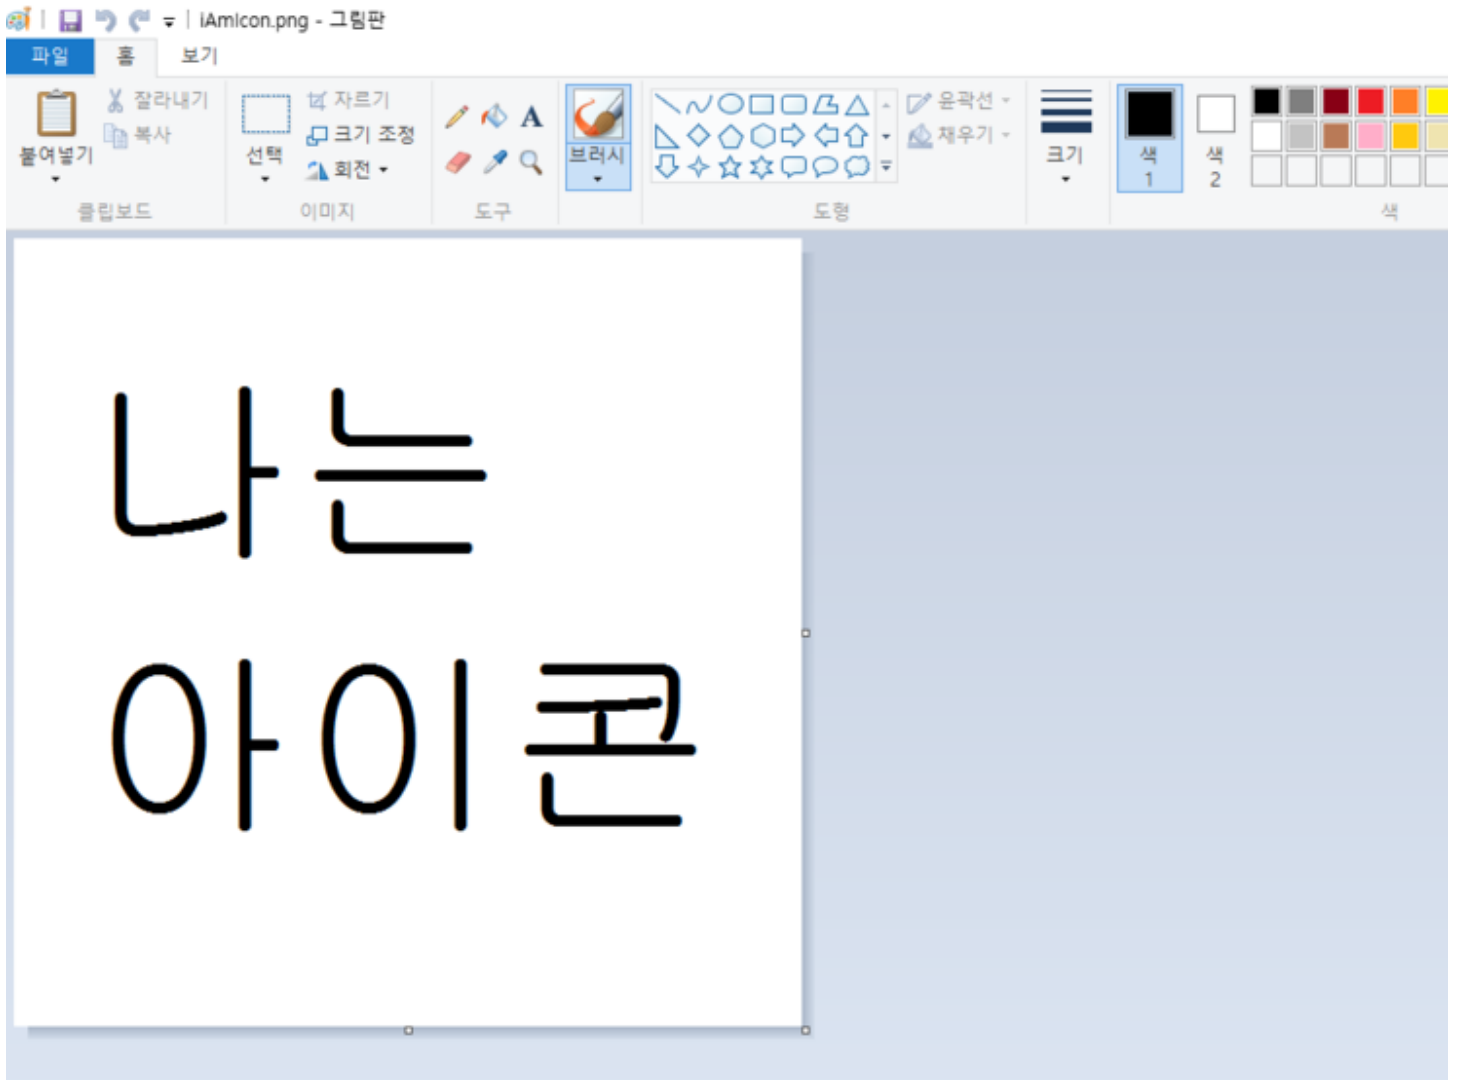 iAmIcon.png - 그림판
파일 홈 보기
붙여넣기
잘라내기
복사
클립보드
선택
자르기
크기 조정
회전
이미지
A
도구
브러시
윤곽선
채우기
도형
크기
색
1
색
2
색
나는
아이콘